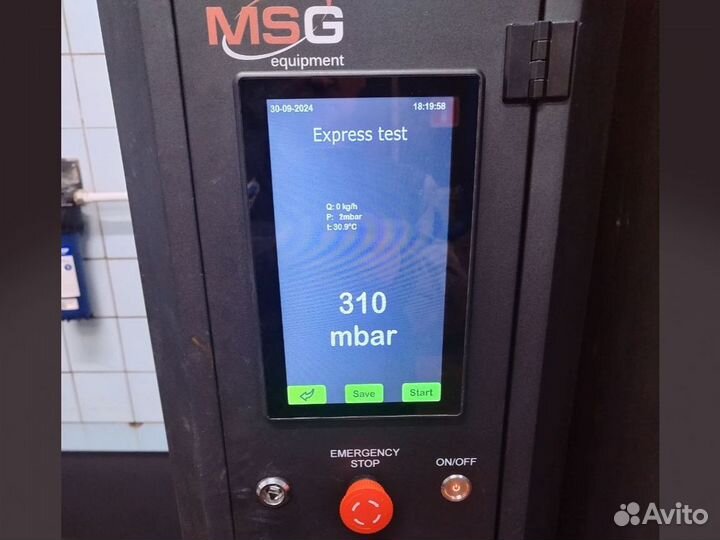 MSG
equipment
30-09-2024 18:19:58
Express test
Q: 0 kg/h
P: 2mbar
t: 30.9°C
310
mbar
Save Start
EMERGENCY
STOP
ON/OFF
Avito